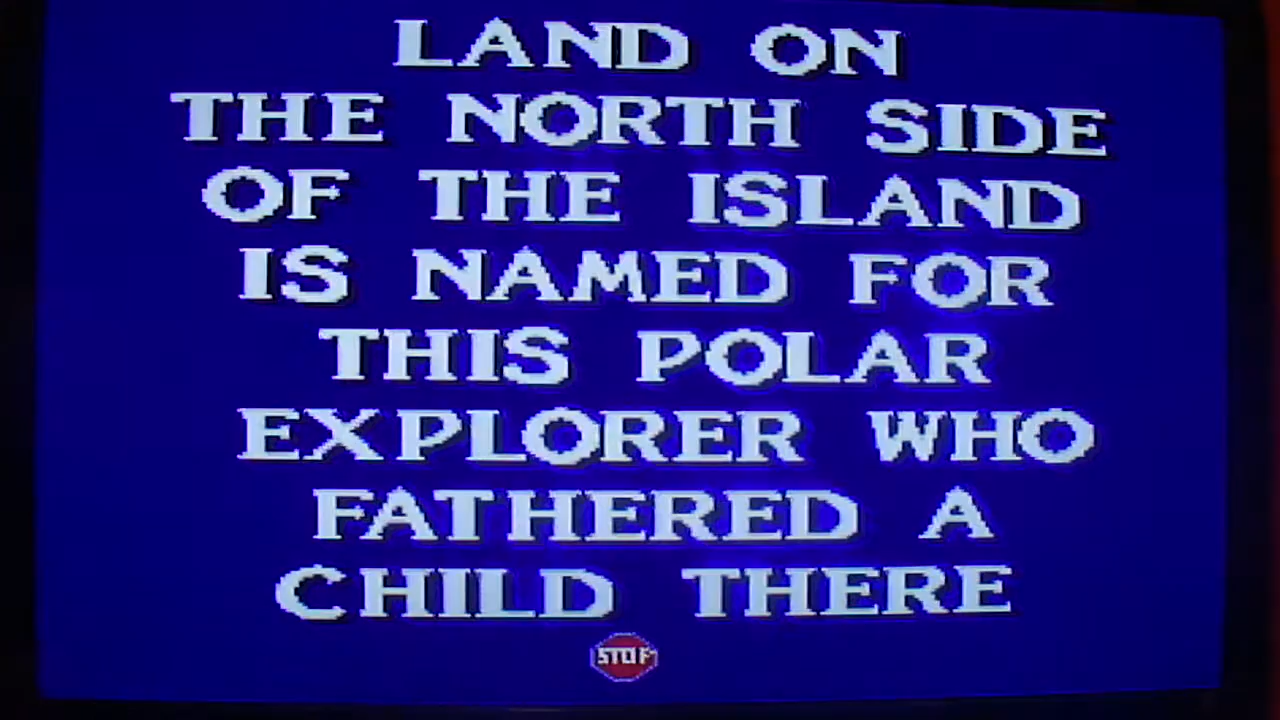 LAND ON
THE NORTH SIDE
OF THE ISLAND
IS NAMED FOR
THIS POLAR
EXPLORER WHO
FATHERED A
CHILD THERE
STOP